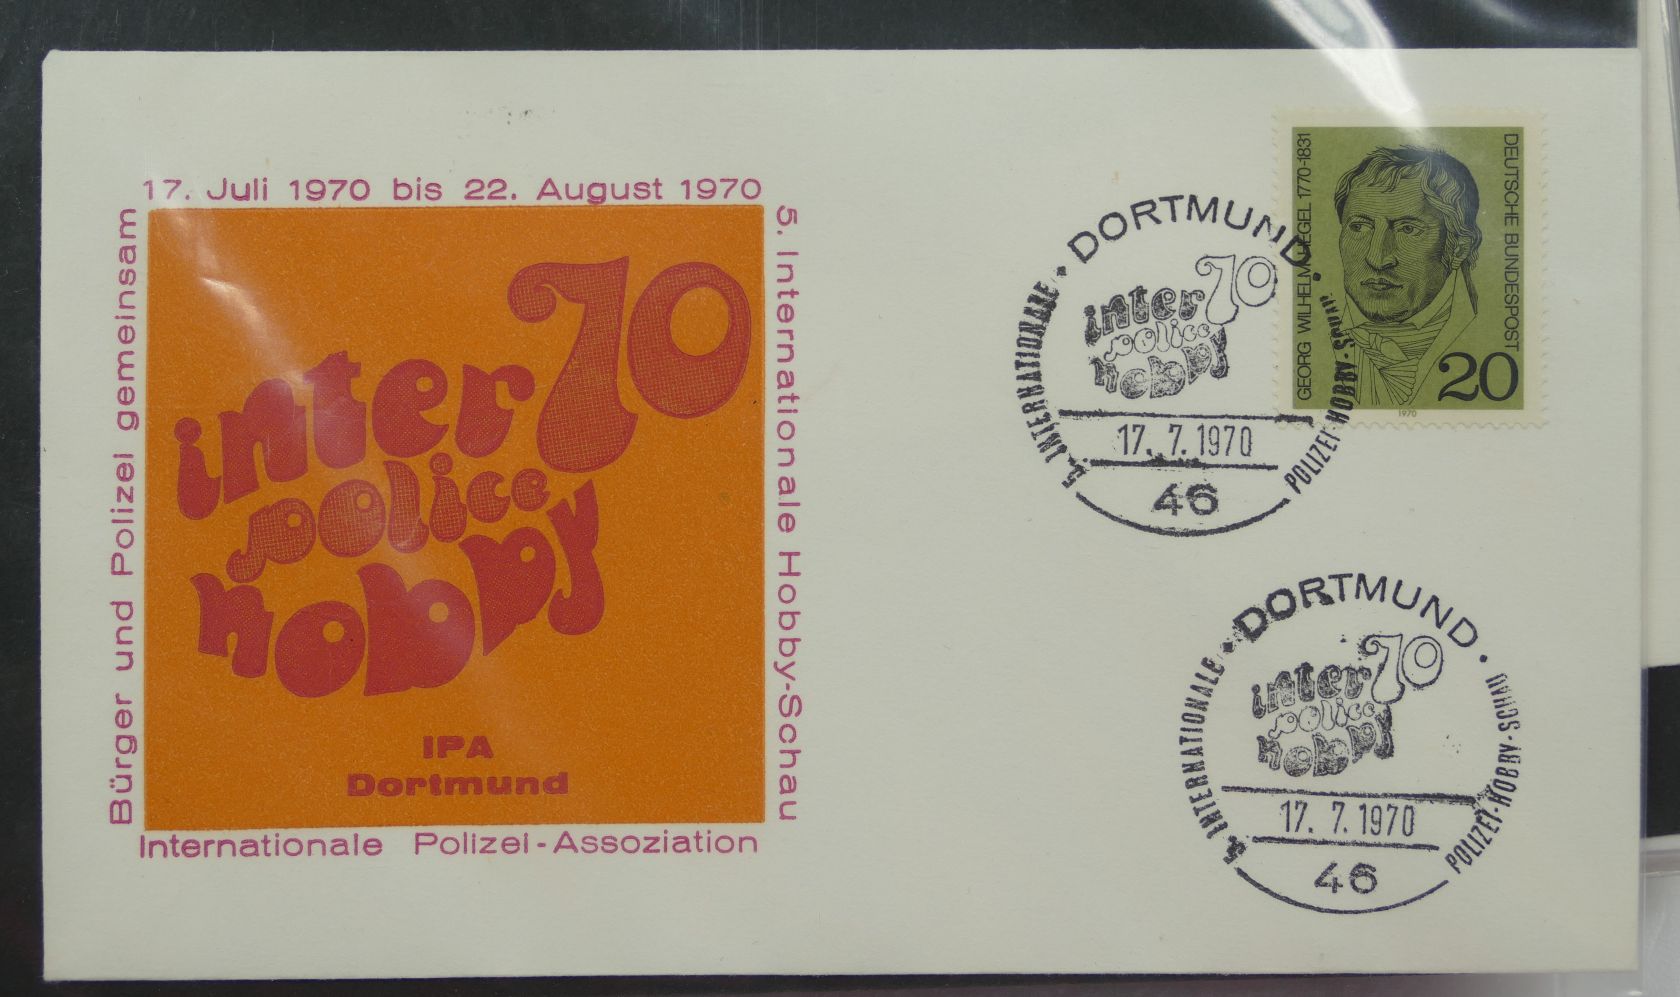 17. Juli 1970 bis 22. August 1970
Bürger und Polizei gemeinsam
5. Internationale Hobby-Schau
inter 70
police
hobby
IPA
Dortmund
Internationale Polizei-Assoziation
GEORG WILHELM HEGEL 1770-1831
DEUTSCHE BUNDESPOST
20
1970
DORTMUND
5. INTERNATIONALE
POLIZEI-HOBBY-SCHAU
inter 70
police
hobby
17. 7. 1970
46
DORTMUND
5. INTERNATIONALE
POLIZEI-HOBBY-SCHAU
inter 70
police
hobby
17. 7. 1970
46